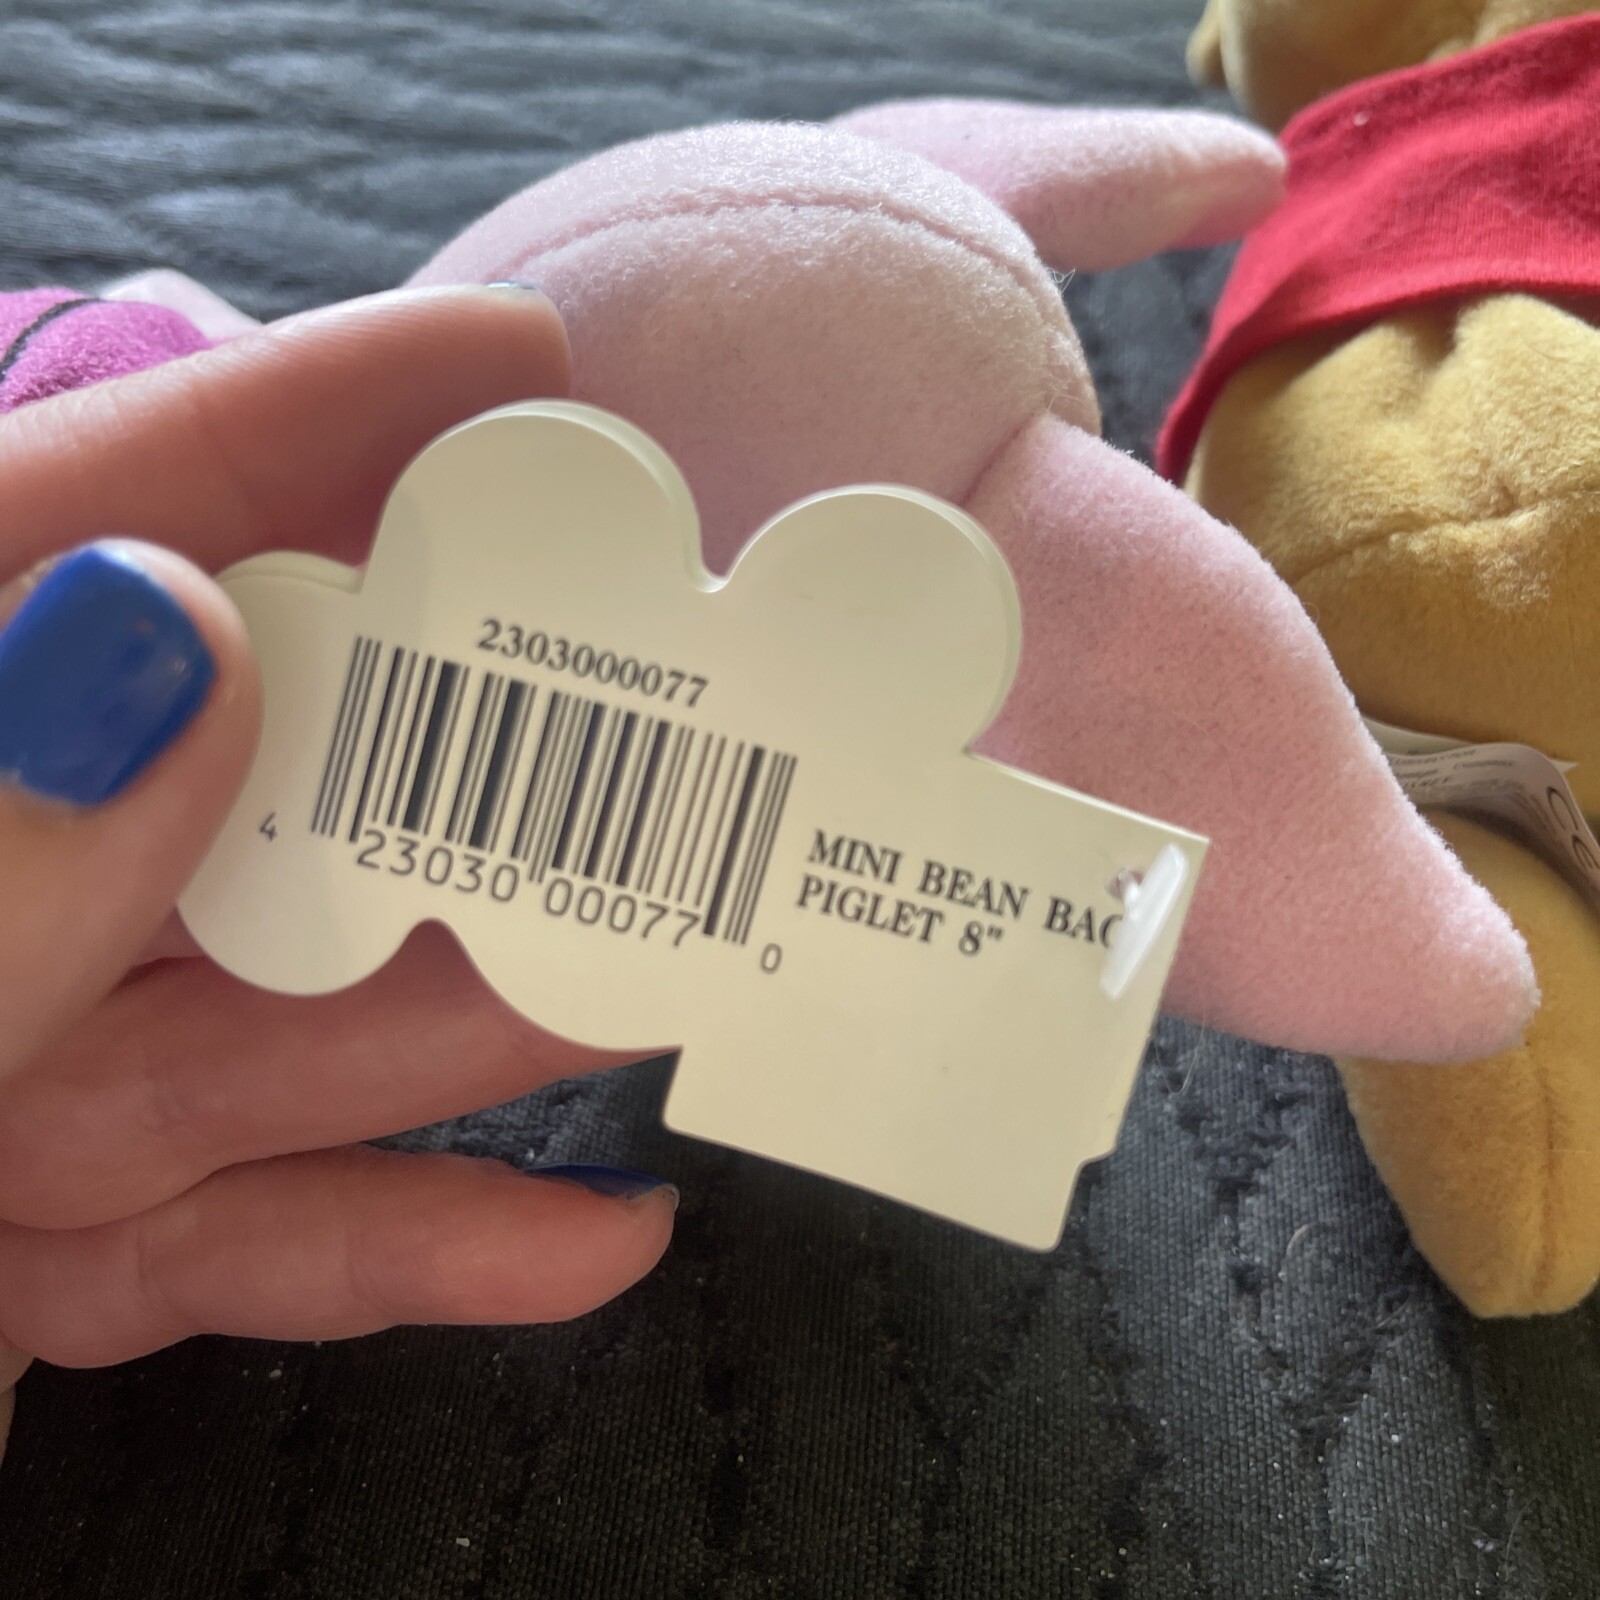 2303000077
4 23030 00077 0
MINI BEAN BAG
PIGLET 8"